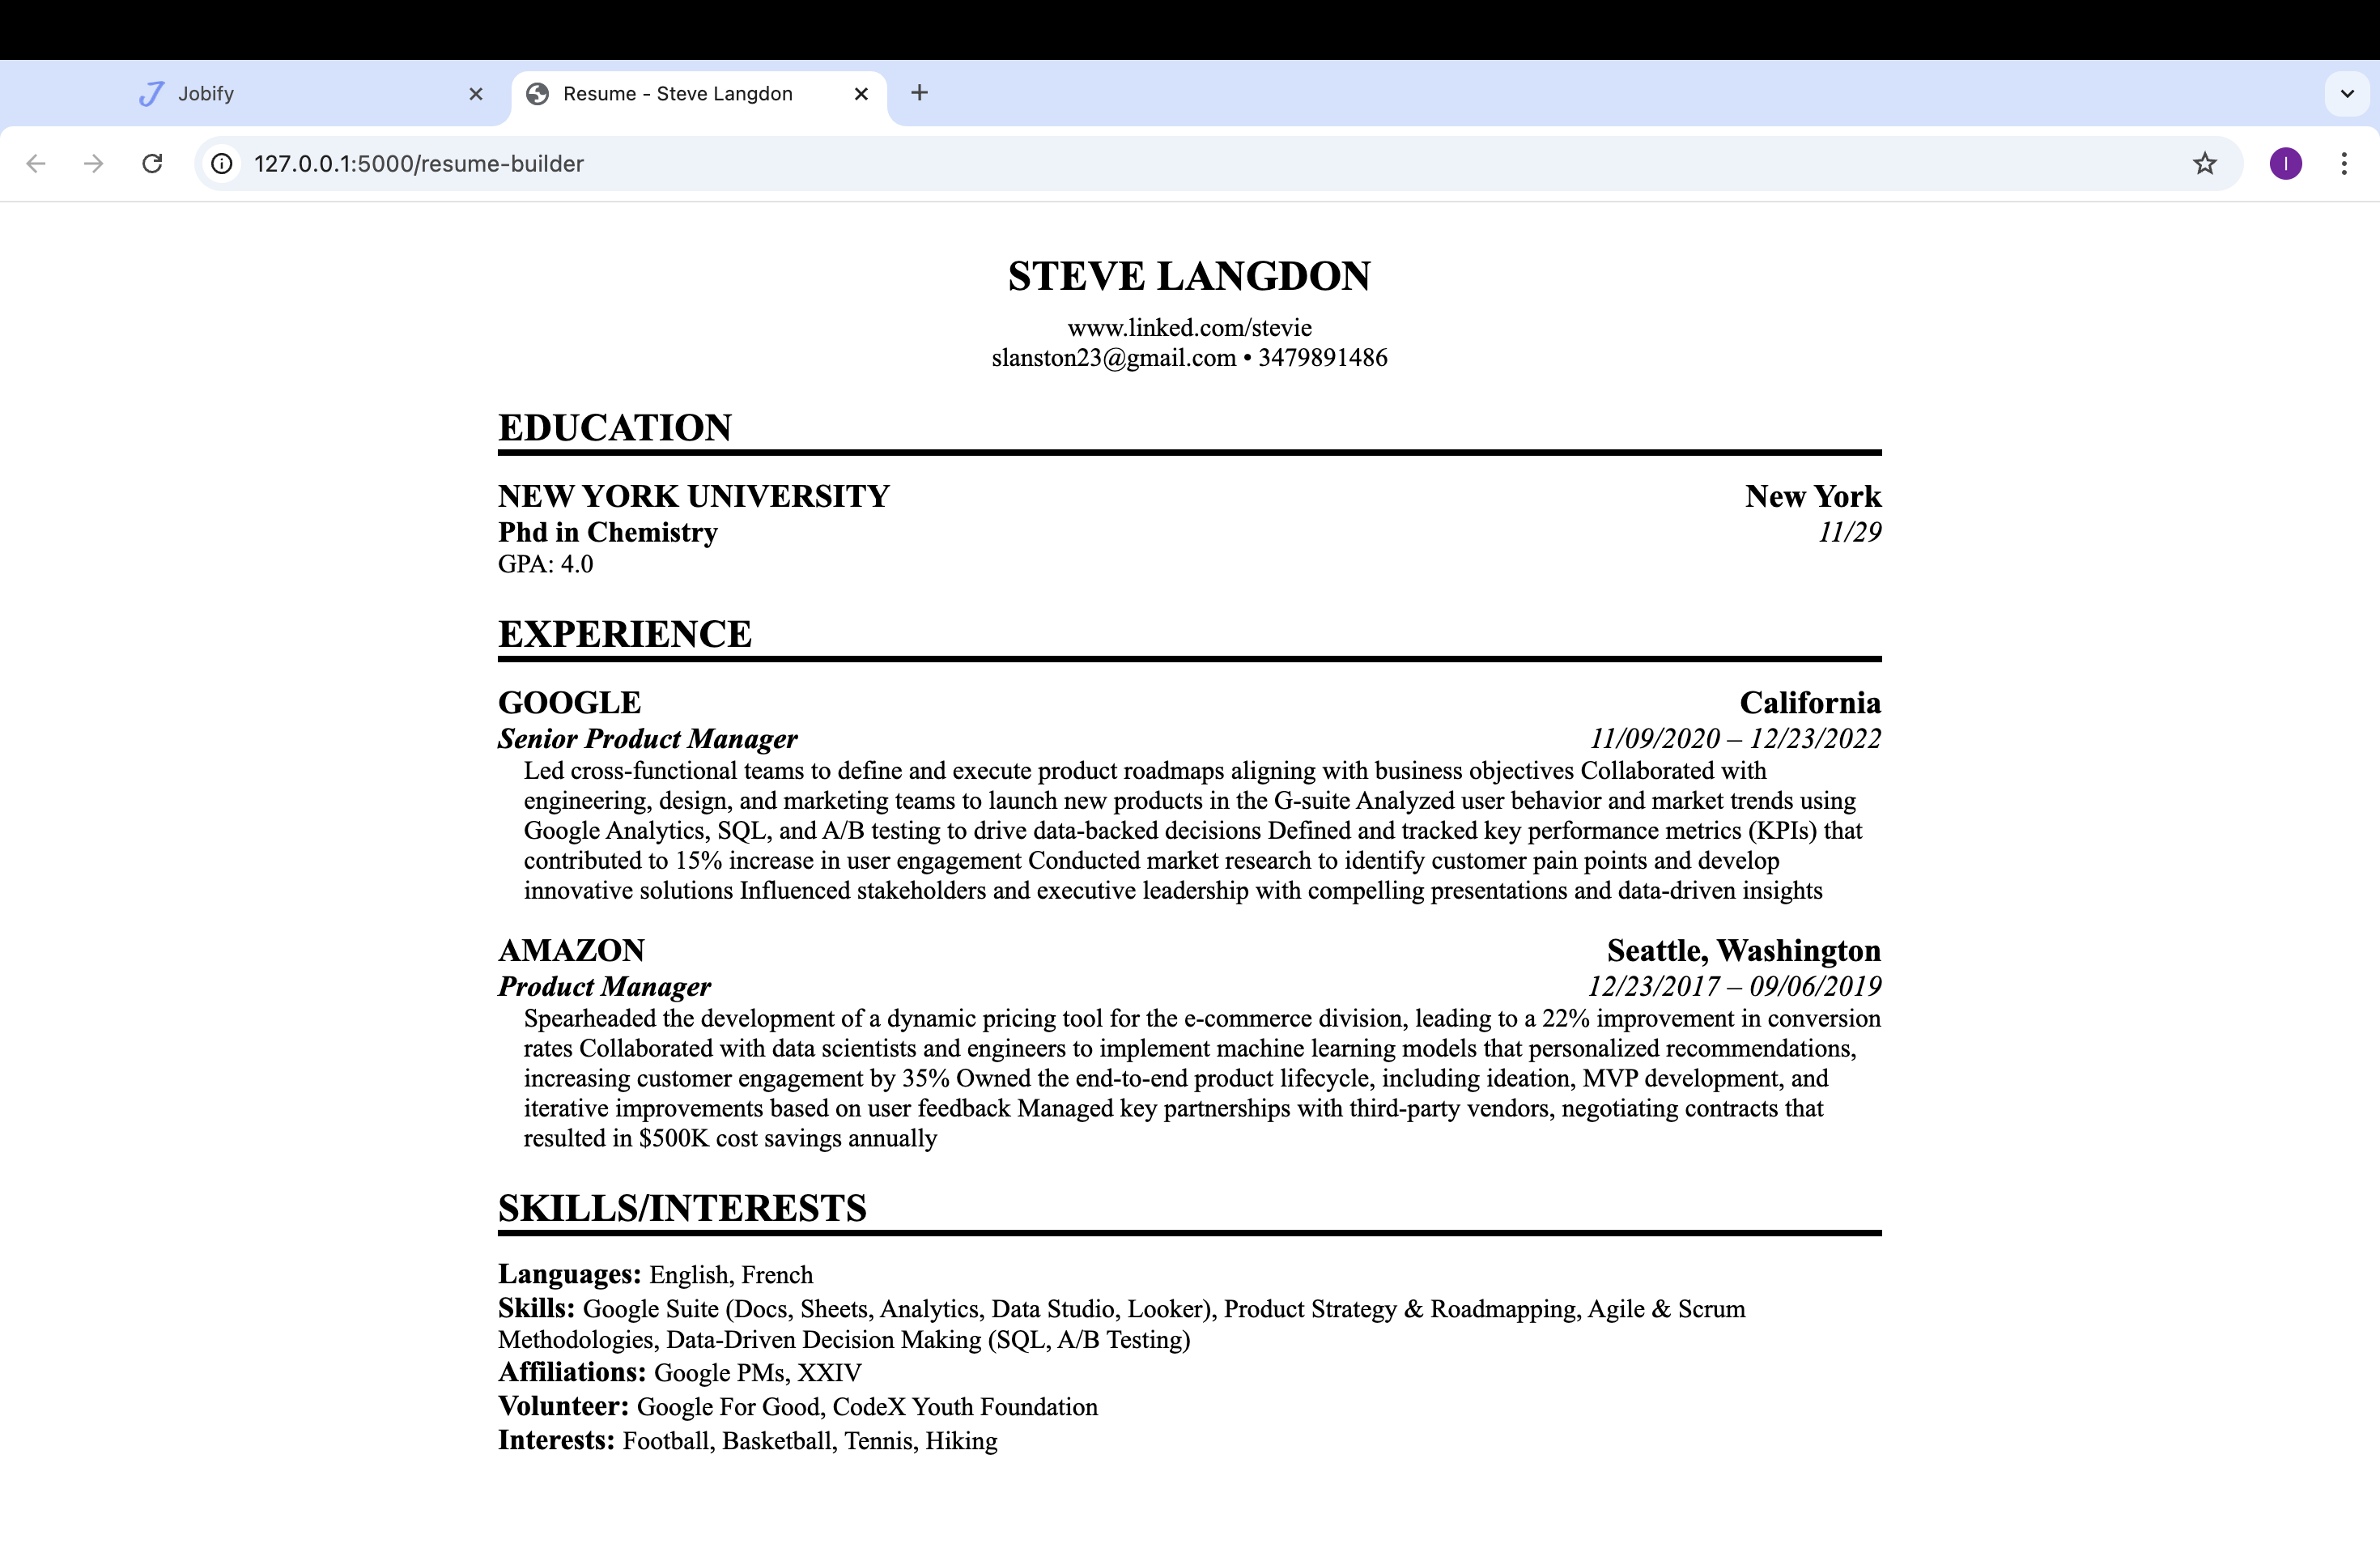 Jobify
Resume - Steve Langdon
127.0.0.1:5000/resume-builder
I
STEVE LANGDON
www.linked.com/stevie
slanston23@gmail.com • 3479891486
EDUCATION
NEW YORK UNIVERSITY New York
Phd in Chemistry 11/29
GPA: 4.0
EXPERIENCE
GOOGLE California
Senior Product Manager 11/09/2020 – 12/23/2022
Led cross-functional teams to define and execute product roadmaps aligning with business objectives Collaborated with
engineering, design, and marketing teams to launch new products in the G-suite Analyzed user behavior and market trends using
Google Analytics, SQL, and A/B testing to drive data-backed decisions Defined and tracked key performance metrics (KPIs) that
contributed to 15% increase in user engagement Conducted market research to identify customer pain points and develop
innovative solutions Influenced stakeholders and executive leadership with compelling presentations and data-driven insights
AMAZON Seattle, Washington
Product Manager 12/23/2017 – 09/06/2019
Spearheaded the development of a dynamic pricing tool for the e-commerce division, leading to a 22% improvement in conversion
rates Collaborated with data scientists and engineers to implement machine learning models that personalized recommendations,
increasing customer engagement by 35% Owned the end-to-end product lifecycle, including ideation, MVP development, and
iterative improvements based on user feedback Managed key partnerships with third-party vendors, negotiating contracts that
resulted in $500K cost savings annually
SKILLS/INTERESTS
Languages: English, French
Skills: Google Suite (Docs, Sheets, Analytics, Data Studio, Looker), Product Strategy & Roadmapping, Agile & Scrum
Methodologies, Data-Driven Decision Making (SQL, A/B Testing)
Affiliations: Google PMs, XXIV
Volunteer: Google For Good, CodeX Youth Foundation
Interests: Football, Basketball, Tennis, Hiking